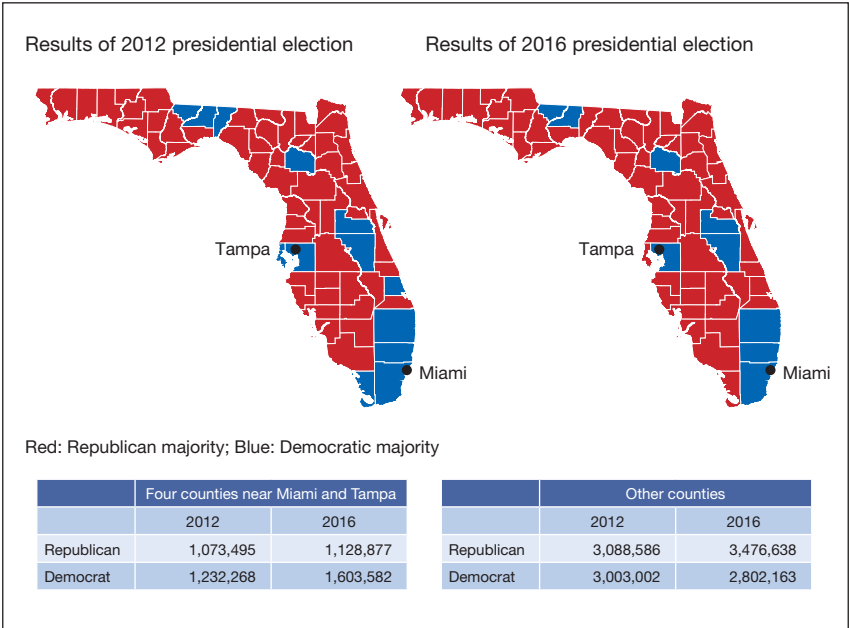 Results of 2012 presidential election
Results of 2016 presidential election
Tampa
Miami
Tampa
Miami
Red: Republican majority; Blue: Democratic majority
Four counties near Miami and Tampa
2012 2016
Republican 1,073,495 1,128,877
Democrat 1,232,268 1,603,582
Other counties
2012 2016
Republican 3,088,586 3,476,638
Democrat 3,003,002 2,802,163